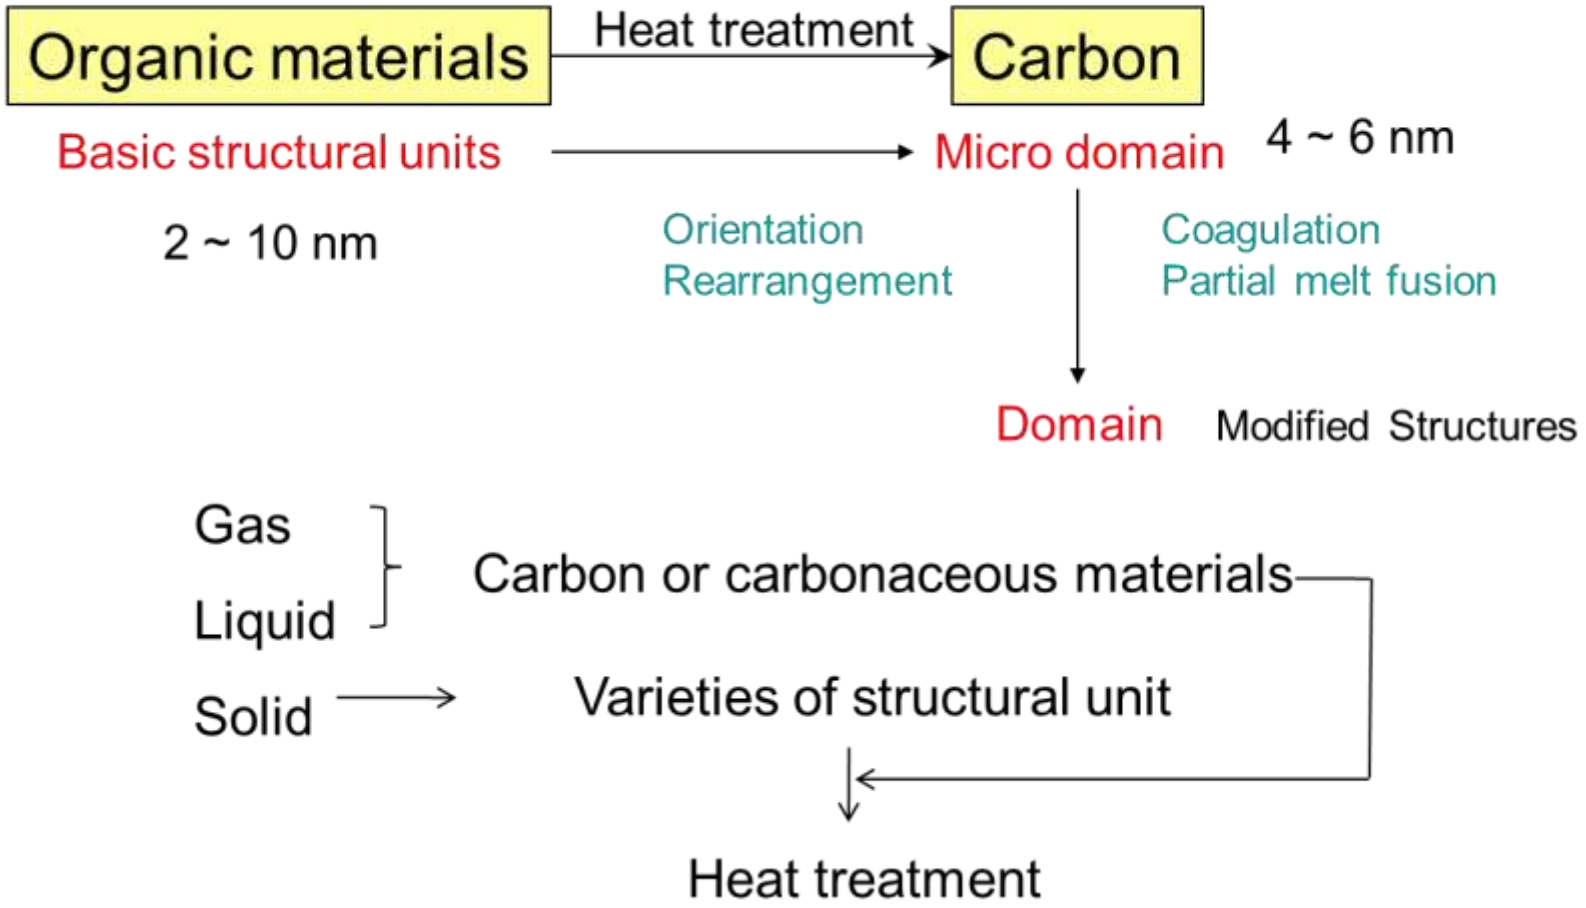 Organic materials
Heat treatment
Carbon
Basic structural units
Micro domain
4 ~ 6 nm
2 ~ 10 nm
Orientation
Rearrangement
Coagulation
Partial melt fusion
Domain
Modified Structures
Gas
Liquid
Carbon or carbonaceous materials
Solid
Varieties of structural unit
Heat treatment